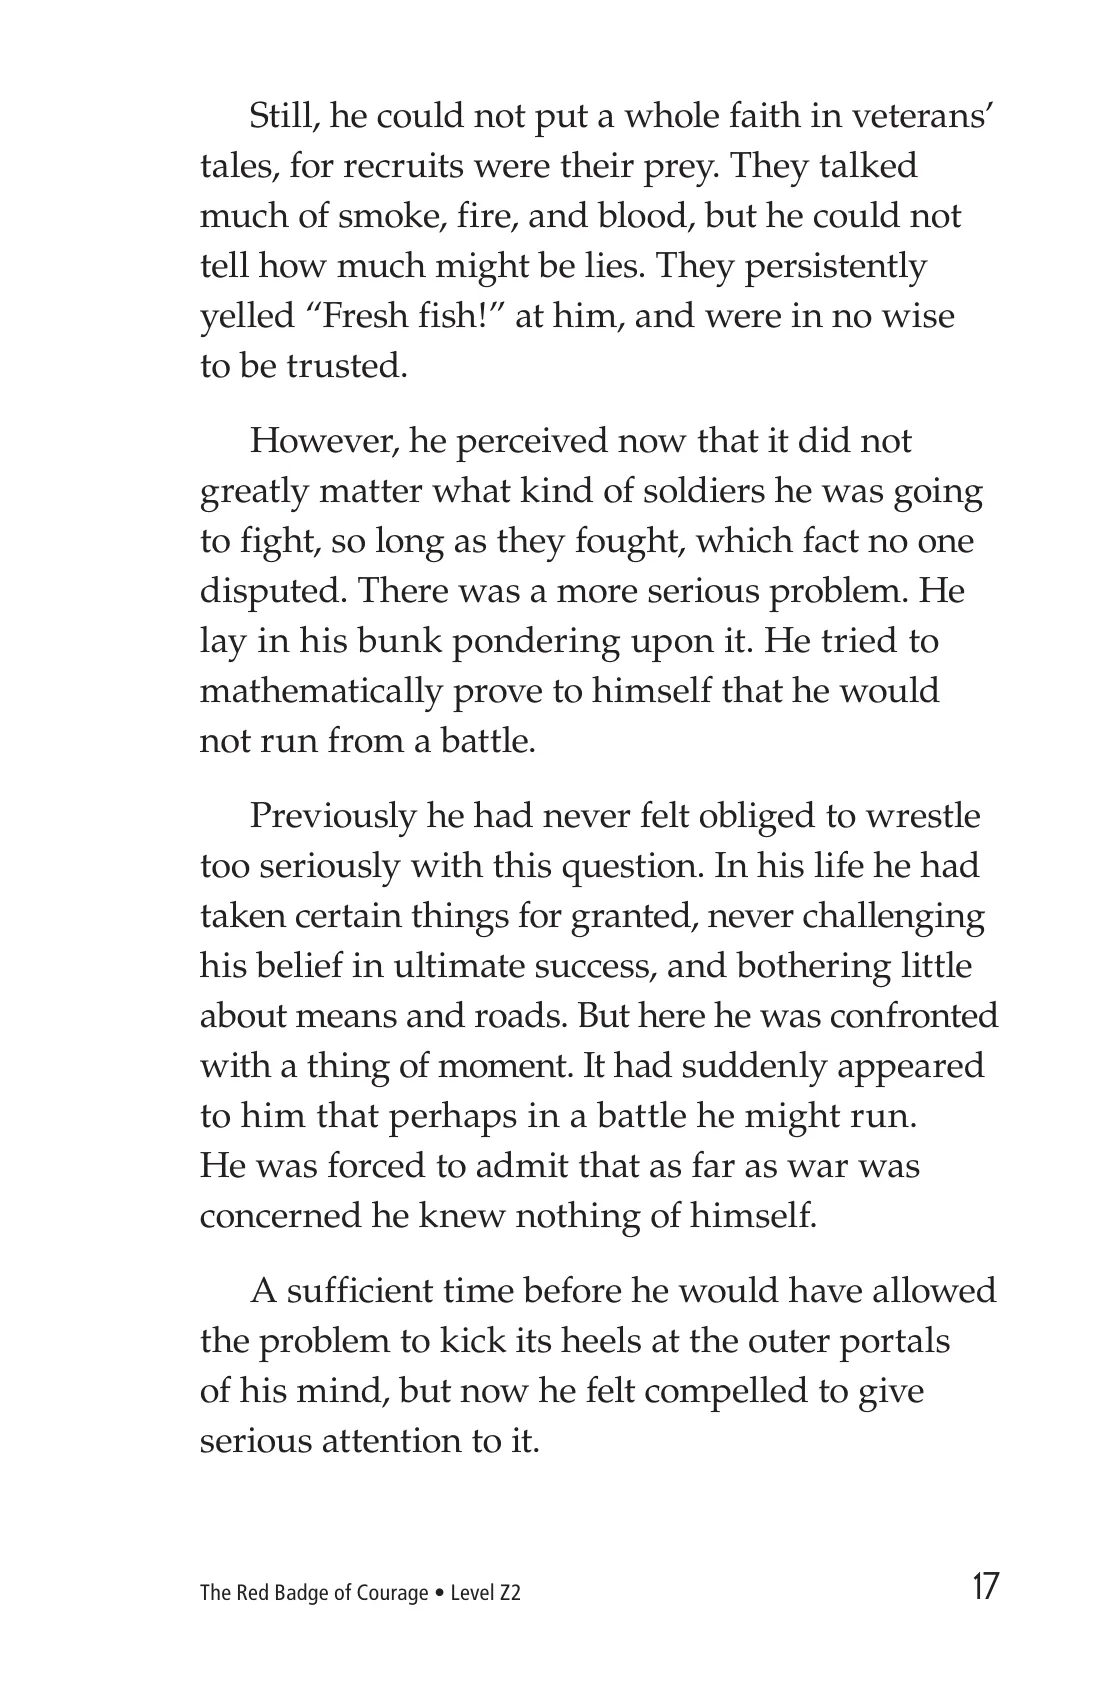 Still, he could not put a whole faith in veterans’
tales, for recruits were their prey. They talked
much of smoke, fire, and blood, but he could not
tell how much might be lies. They persistently
yelled “Fresh fish!” at him, and were in no wise
to be trusted.
However, he perceived now that it did not
greatly matter what kind of soldiers he was going
to fight, so long as they fought, which fact no one
disputed. There was a more serious problem. He
lay in his bunk pondering upon it. He tried to
mathematically prove to himself that he would
not run from a battle.
Previously he had never felt obliged to wrestle
too seriously with this question. In his life he had
taken certain things for granted, never challenging
his belief in ultimate success, and bothering little
about means and roads. But here he was confronted
with a thing of moment. It had suddenly appeared
to him that perhaps in a battle he might run.
He was forced to admit that as far as war was
concerned he knew nothing of himself.
A sufficient time before he would have allowed
the problem to kick its heels at the outer portals
of his mind, but now he felt compelled to give
serious attention to it.
The Red Badge of Courage • Level Z2 17